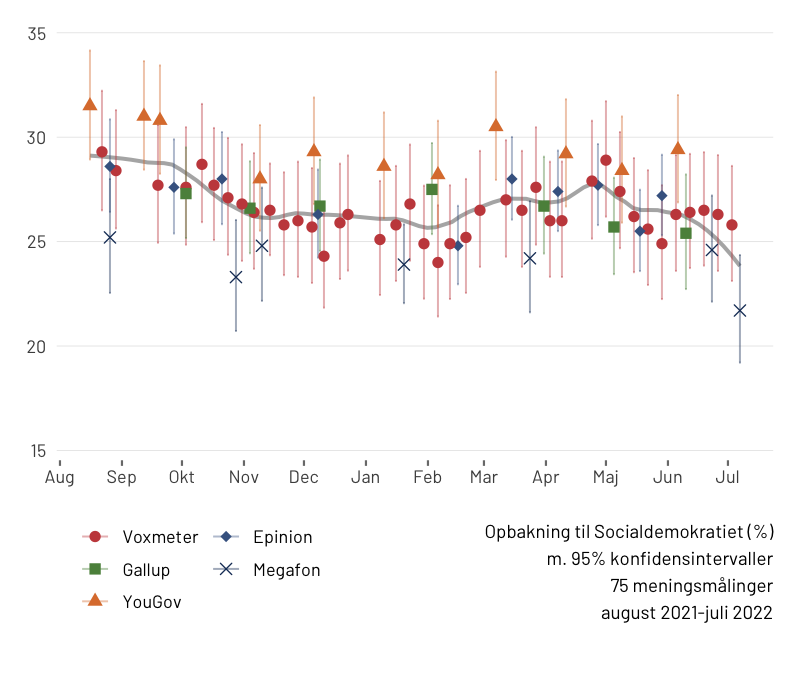 35
30
25
20
15
Aug Sep Okt Nov Dec Jan Feb Mar Apr Maj Jun Jul
Voxmeter Epinion
Gallup Megafon
YouGov
Opbakning til Socialdemokratiet (%)
m. 95% konfidensintervaller
75 meningsmålinger
august 2021-juli 2022